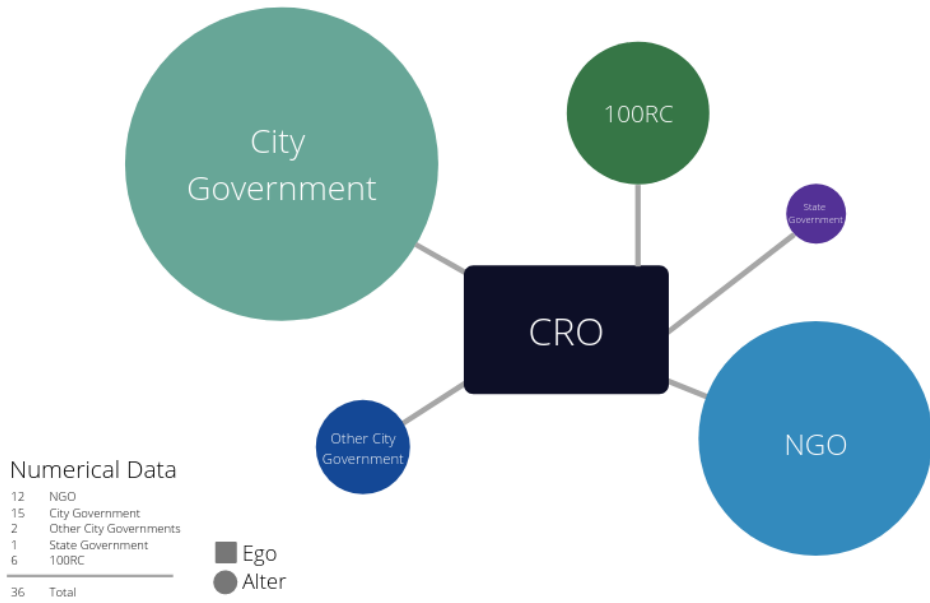 City
Government
100RC
State
Government
CRO
NGO
Other City
Government
Numerical Data
12 NGO
15 City Government
2 Other City Governments
1 State Government
6 100RC
36 Total
Ego
Alter